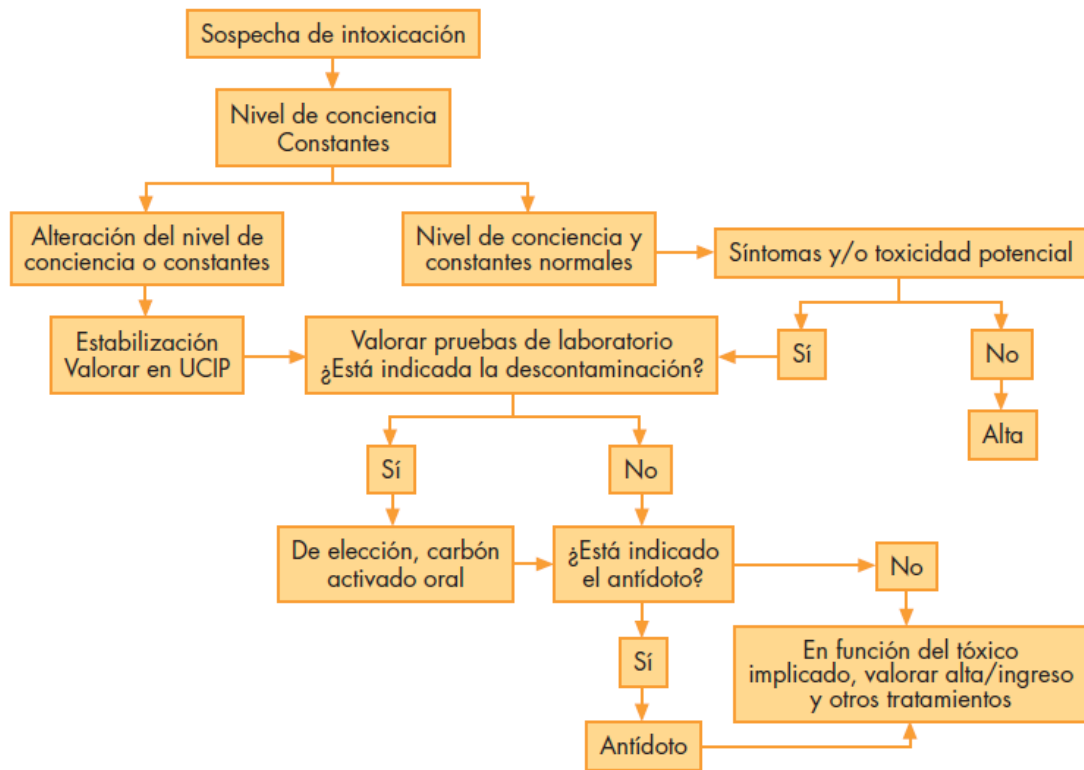 Sospecha de intoxicación
Nivel de conciencia
Constantes
Alteración del nivel de
conciencia o constantes
Nivel de conciencia y
constantes normales
Síntomas y/o toxicidad potencial
Estabilización
Valorar en UCIP
Valorar pruebas de laboratorio
¿Está indicada la descontaminación?
Sí
No
Alta
Sí
No
De elección, carbón
activado oral
¿Está indicado
el antídoto?
No
Sí
En función del tóxico
implicado, valorar alta/ingreso
y otros tratamientos
Antídoto